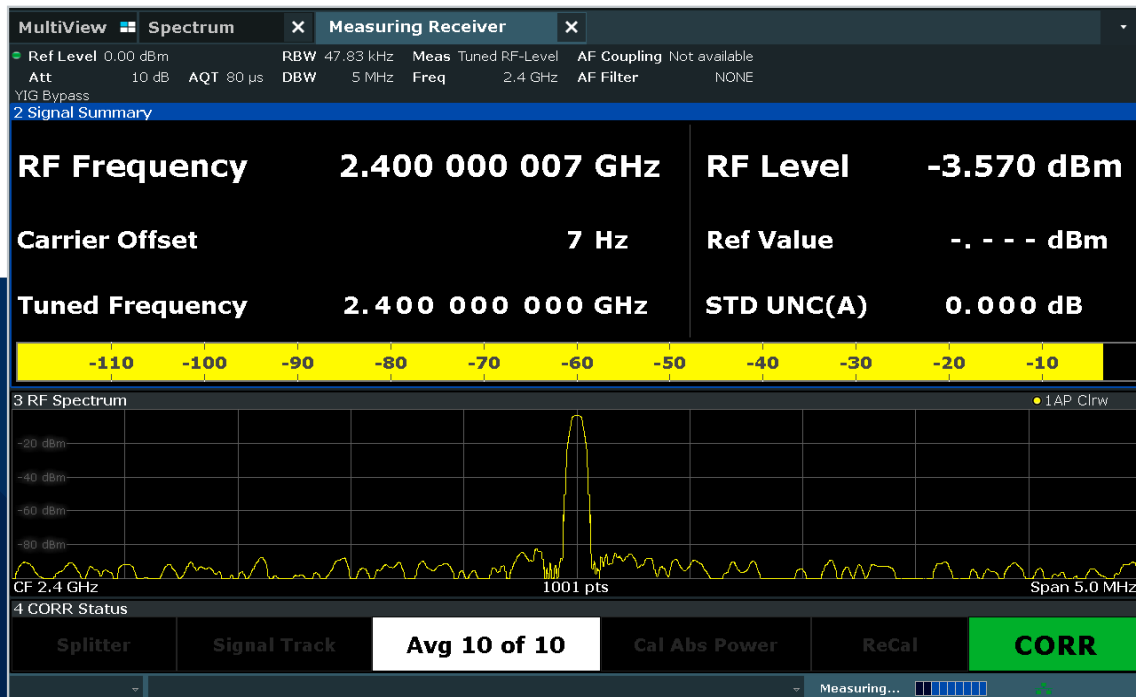 MultiView Spectrum X Measuring Receiver X
Ref Level 0.00 dBm RBW 47.83 kHz Meas Tuned RF-Level AF Coupling Not available
Att 10 dB AQT 80 µs DBW 5 MHz Freq 2.4 GHz AF Filter NONE
YIG Bypass
2 Signal Summary
RF Frequency 2.400 000 007 GHz RF Level -3.570 dBm
Carrier Offset 7 Hz Ref Value -. - - - dBm
Tuned Frequency 2.400 000 000 GHz STD UNC(A) 0.000 dB
-110 -100 -90 -80 -70 -60 -50 -40 -30 -20 -10
3 RF Spectrum 1AP Clrw
-20 dBm
-40 dBm
-60 dBm
-80 dBm
CF 2.4 GHz 1001 pts Span 5.0 MHz
4 CORR Status
Splitter Signal Track Avg 10 of 10 Cal Abs Power ReCal CORR
Measuring...